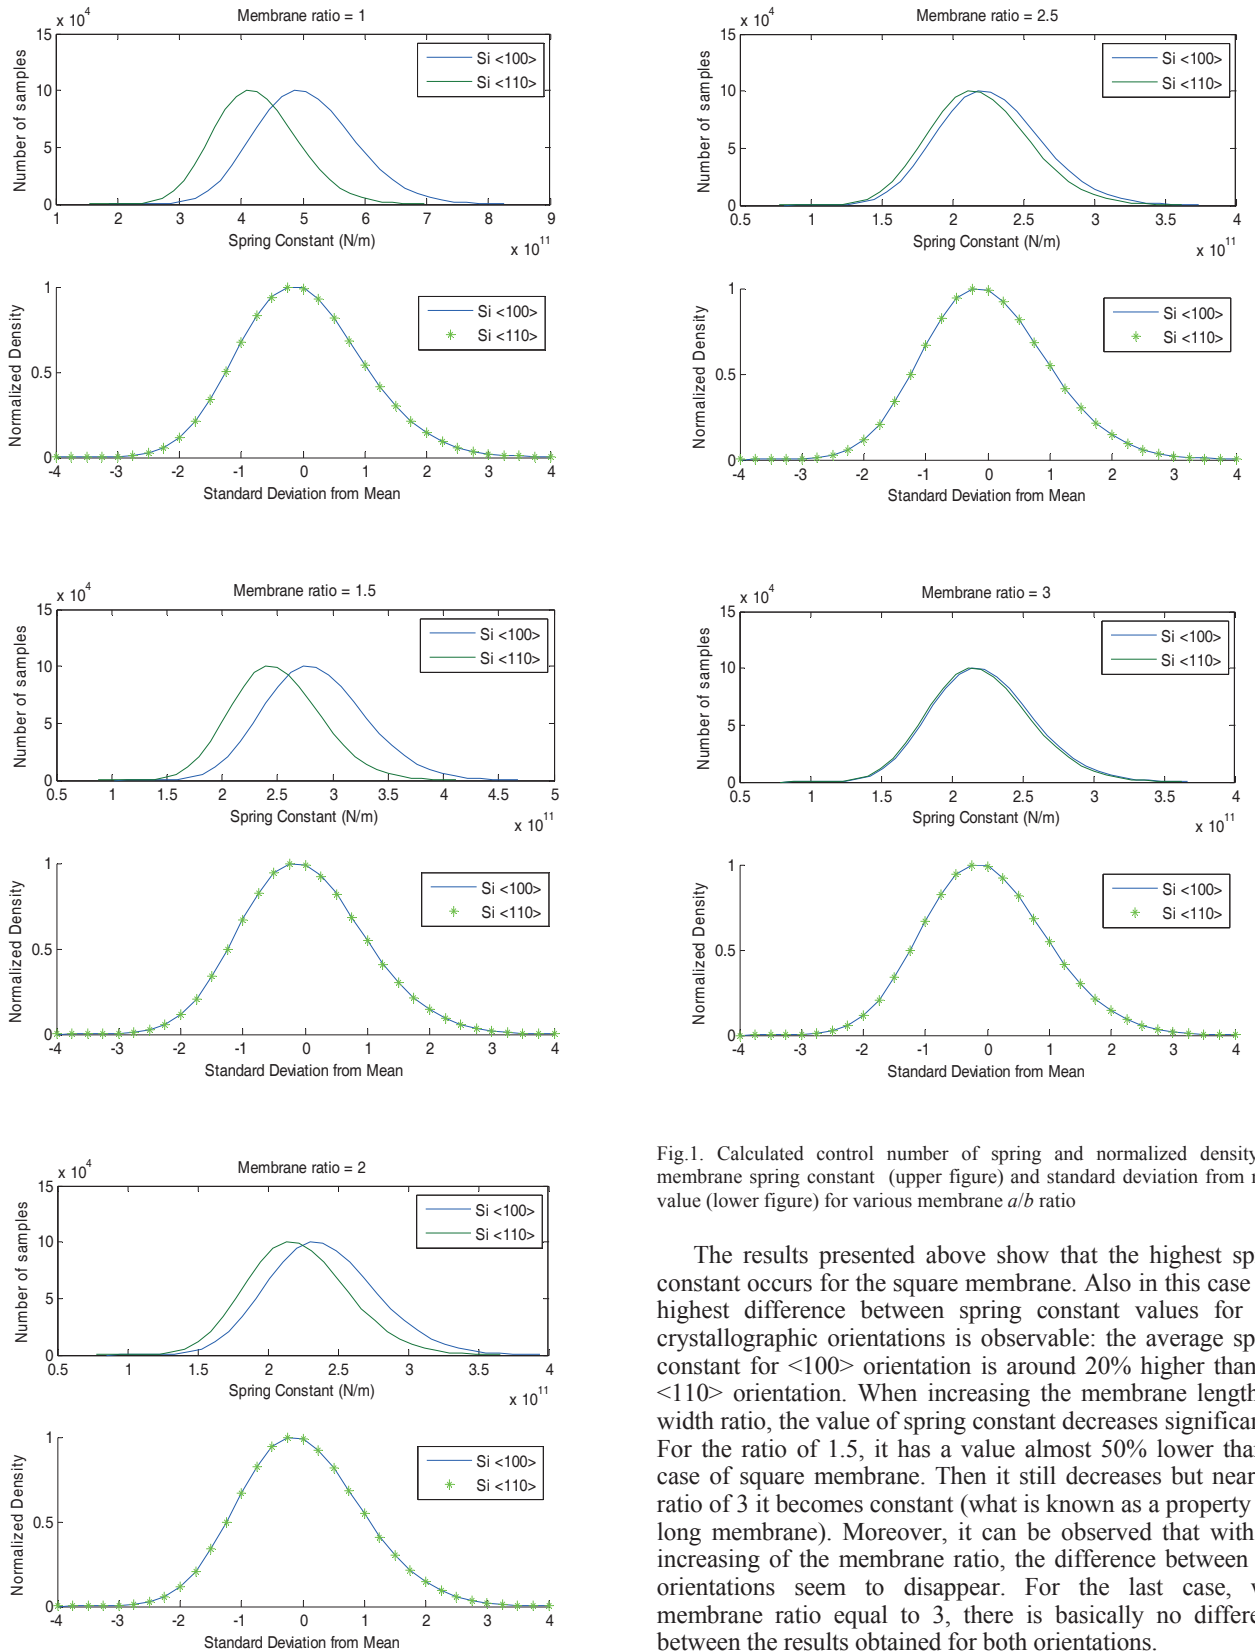 x 10^4
Membrane ratio = 1
15
10
5
0
Number of samples
Si <100>
Si <110>
1 2 3 4 5 6 7 8 9
Spring Constant (N/m)
x 10^11
1
0.5
0
Normalized Density
Si <100>
Si <110>
-4 -3 -2 -1 0 1 2 3 4
Standard Deviation from Mean
x 10^4
Membrane ratio = 1.5
15
10
5
0
Number of samples
Si <100>
Si <110>
0.5 1 1.5 2 2.5 3 3.5 4 4.5 5
Spring Constant (N/m)
x 10^11
1
0.5
0
Normalized Density
Si <100>
Si <110>
-4 -3 -2 -1 0 1 2 3 4
Standard Deviation from Mean
x 10^4
Membrane ratio = 2
15
10
5
0
Number of samples
Si <100>
Si <110>
0.5 1 1.5 2 2.5 3 3.5 4
Spring Constant (N/m)
x 10^11
1
0.5
0
Normalized Density
Si <100>
Si <110>
-4 -3 -2 -1 0 1 2 3 4
Standard Deviation from Mean
x 10^4
Membrane ratio = 2.5
15
10
5
0
Number of samples
Si <100>
Si <110>
0.5 1 1.5 2 2.5 3 3.5 4
Spring Constant (N/m)
x 10^11
1
0.5
0
Normalized Density
Si <100>
Si <110>
-4 -3 -2 -1 0 1 2 3 4
Standard Deviation from Mean
x 10^4
Membrane ratio = 3
15
10
5
0
Number of samples
Si <100>
Si <110>
0.5 1 1.5 2 2.5 3 3.5 4
Spring Constant (N/m)
x 10^11
1
0.5
0
Normalized Density
Si <100>
Si <110>
-4 -3 -2 -1 0 1 2 3 4
Standard Deviation from Mean
Fig.1. Calculated control number of spring and normalized density
membrane spring constant (upper figure) and standard deviation from
value (lower figure) for various membrane a/b ratio
The results presented above show that the highest
constant occurs for the square membrane. Also in this case
highest difference between spring constant values for
crystallographic orientations is observable: the average
constant for <100> orientation is around 20% higher than
<110> orientation. When increasing the membrane length
width ratio, the value of spring constant decreases
For the ratio of 1.5, it has a value almost 50% lower than
case of square membrane. Then it still decreases but near
ratio of 3 it becomes constant (what is known as a property
long membrane). Moreover, it can be observed that with
increasing of the membrane ratio, the difference between
orientations seem to disappear. For the last case,
membrane ratio equal to 3, there is basically no
between the results obtained for both orientations.